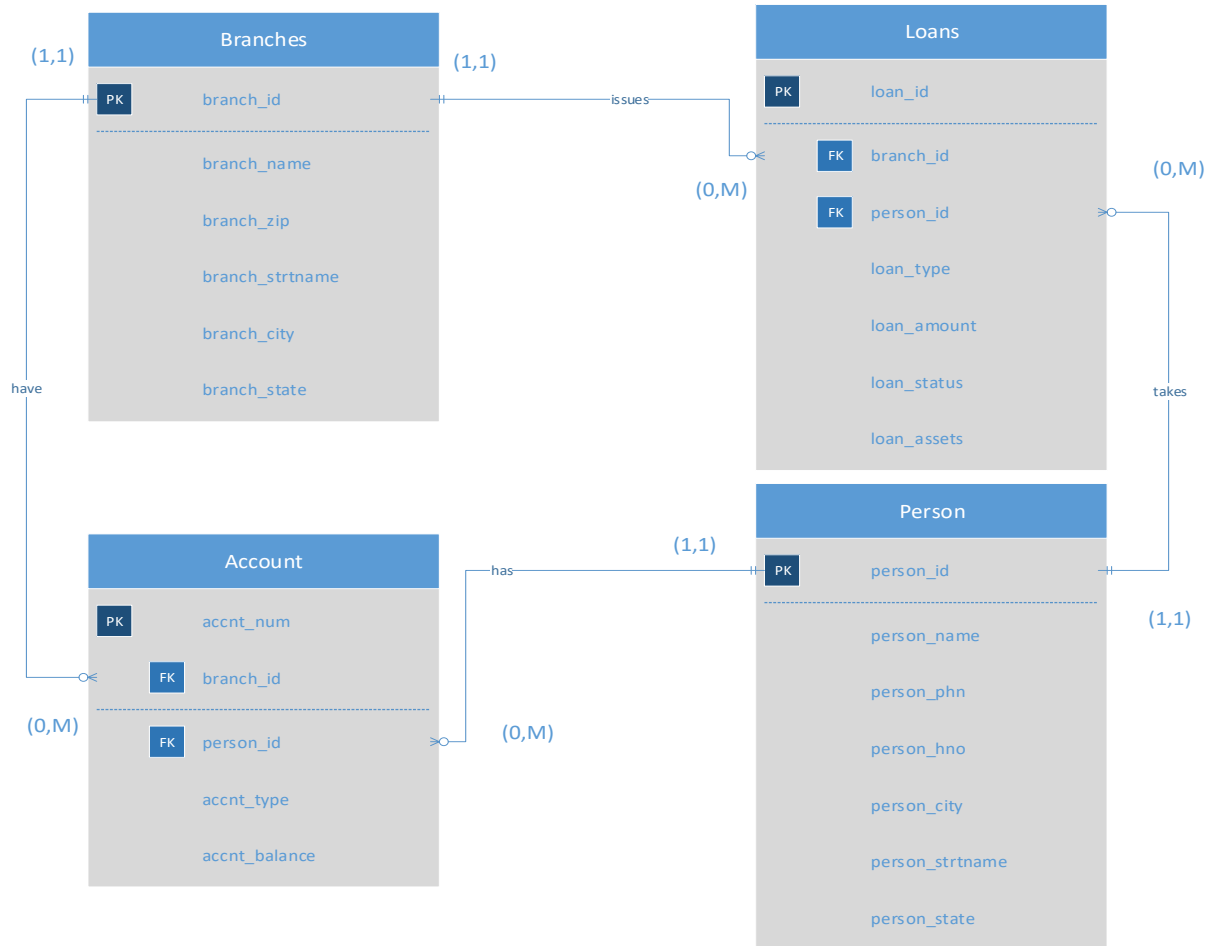 Branches
(1,1)
(1,1)
PK branch_id
branch_name
branch_zip
branch_strtname
branch_city
branch_state
issues
Loans
PK loan_id
FK branch_id
FK person_id
loan_type
loan_amount
loan_status
loan_assets
(0,M)
(0,M)
have
takes
Account
PK accnt_num
FK branch_id
FK person_id
accnt_type
accnt_balance
(0,M)
(0,M)
has
(1,1)
Person
PK person_id
person_name
person_phn
person_hno
person_city
person_strtname
person_state
(1,1)